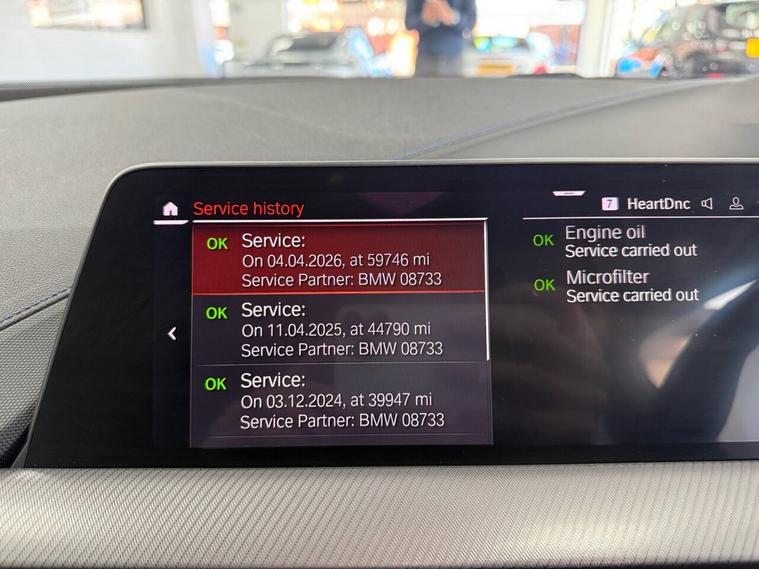 Service history
7 HeartDnc
OK Service:
On 04.04.2026, at 59746 mi
Service Partner: BMW 08733
OK Service:
On 11.04.2025, at 44790 mi
Service Partner: BMW 08733
OK Service:
On 03.12.2024, at 39947 mi
Service Partner: BMW 08733
OK Engine oil
Service carried out
OK Microfilter
Service carried out